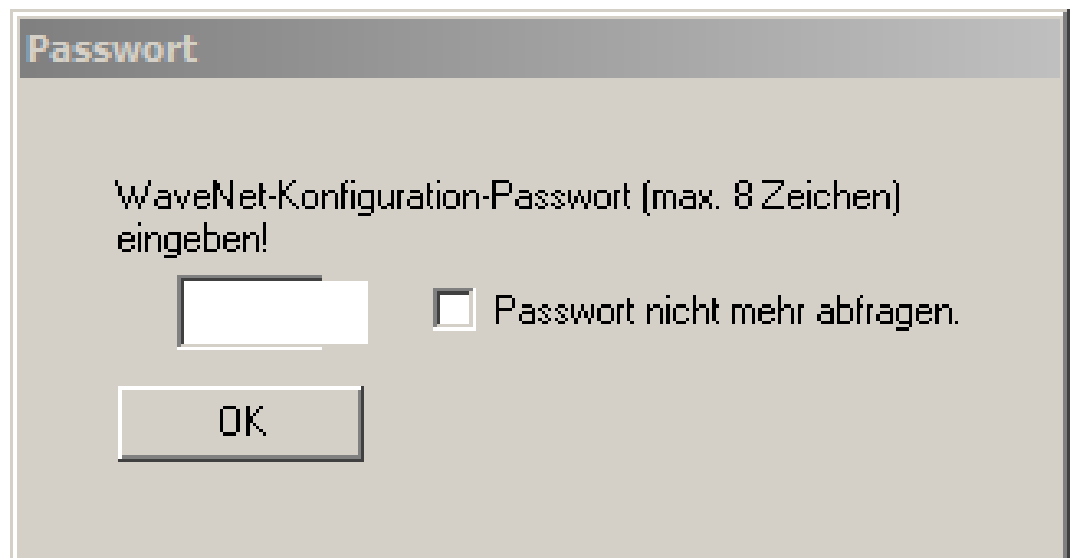 Passwort
WaveNet-Konfiguration-Passwort (max. 8 Zeichen)
eingeben!
Passwort nicht mehr abfragen.
OK